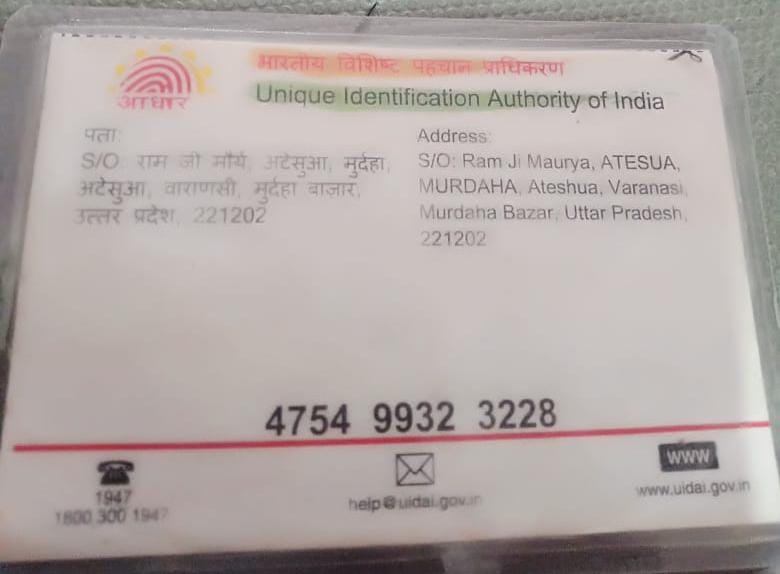 आधार
भारतीय विशिष्ट पहचान प्राधिकरण
Unique Identification Authority of India
पता:
S/O: राम जी मौर्य, अटेसुआ, मुर्दहा,
अटेसुआ, वाराणसी, मुर्दहा बाज़ार,
उत्तर प्रदेश, 221202
Address:
S/O: Ram Ji Maurya, ATESUA,
MURDAHA, Ateshua, Varanasi,
Murdaha Bazar, Uttar Pradesh,
221202
4754 9932 3228
1947
1800 300 1947
help@uidai.gov.in
www
www.uidai.gov.in